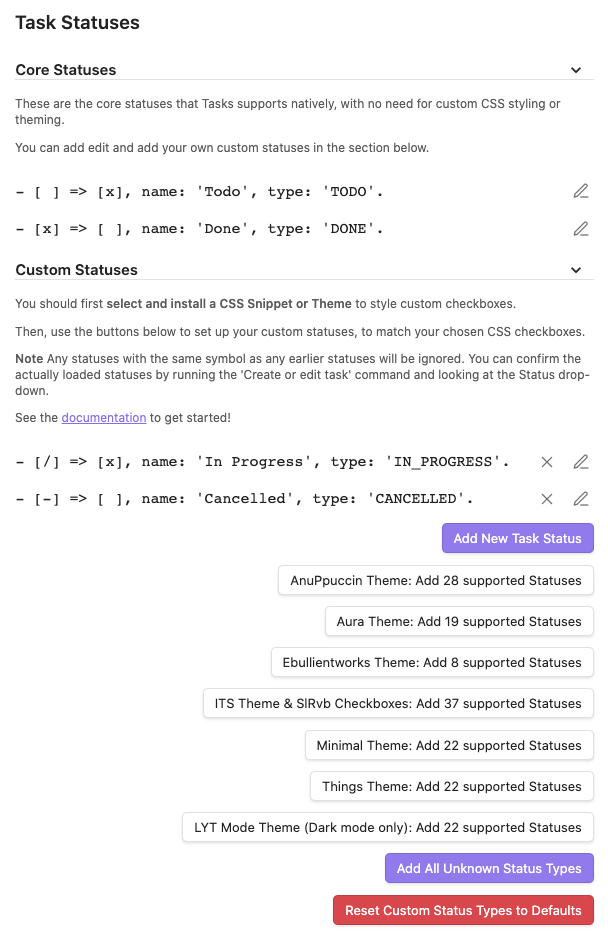 Task Statuses
Core Statuses
These are the core statuses that Tasks supports natively, with no need for custom CSS styling or
theming.
You can add edit and add your own custom statuses in the section below.
- [ ] => [x], name: 'Todo', type: 'TODO'.
- [x] => [ ], name: 'Done', type: 'DONE'.
Custom Statuses
You should first select and install a CSS Snippet or Theme to style custom checkboxes.
Then, use the buttons below to set up your custom statuses, to match your chosen CSS checkboxes.
Note Any statuses with the same symbol as any earlier statuses will be ignored. You can confirm the
actually loaded statuses by running the 'Create or edit task' command and looking at the Status drop-
down.
See the documentation to get started!
- [/] => [x], name: 'In Progress', type: 'IN_PROGRESS'.
- [-] => [ ], name: 'Cancelled', type: 'CANCELLED'.
Add New Task Status
AnuPpuccin Theme: Add 28 supported Statuses
Aura Theme: Add 19 supported Statuses
Ebullientworks Theme: Add 8 supported Statuses
ITS Theme & SlRvb Checkboxes: Add 37 supported Statuses
Minimal Theme: Add 22 supported Statuses
Things Theme: Add 22 supported Statuses
LYT Mode Theme (Dark mode only): Add 22 supported Statuses
Add All Unknown Status Types
Reset Custom Status Types to Defaults